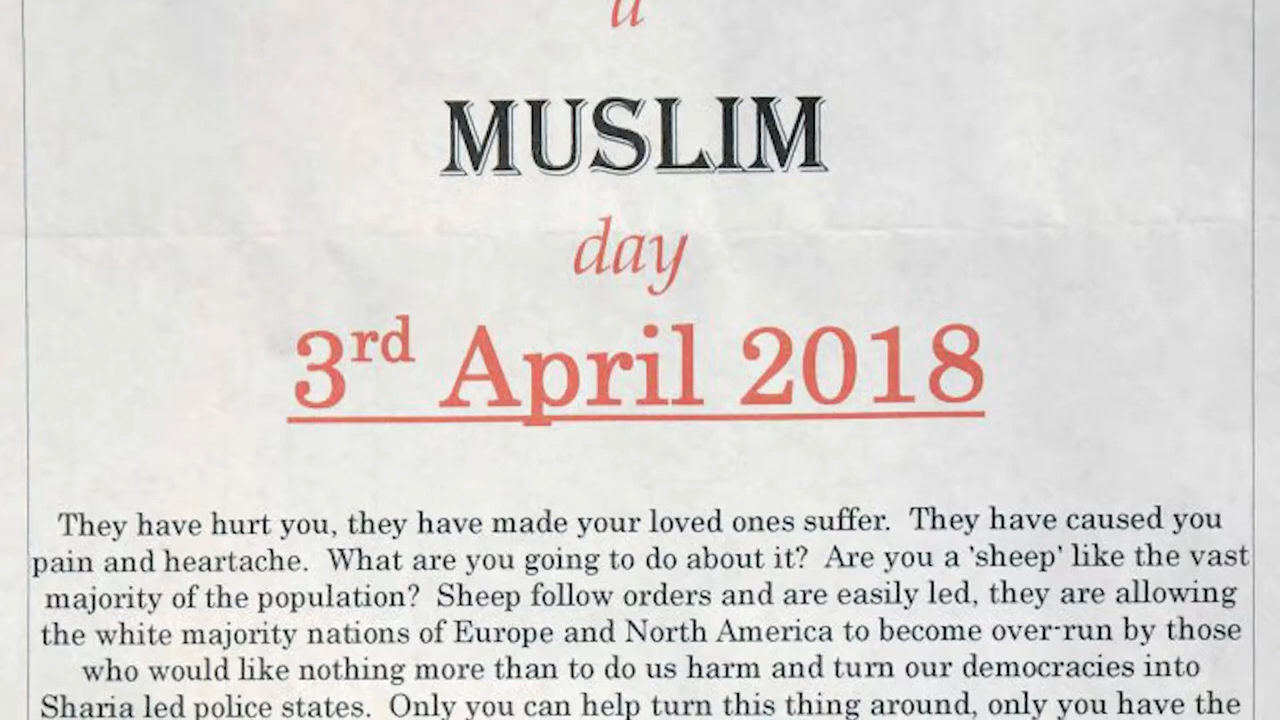 a
MUSLIM
day
3rd April 2018
They have hurt you, they have made your loved ones suffer. They have caused you
pain and heartache. What are you going to do about it? Are you a 'sheep' like the vast
majority of the population? Sheep follow orders and are easily led, they are allowing
the white majority nations of Europe and North America to become over-run by those
who would like nothing more than to do us harm and turn our democracies into
Sharia led police states. Only you can help turn this thing around, only you have the